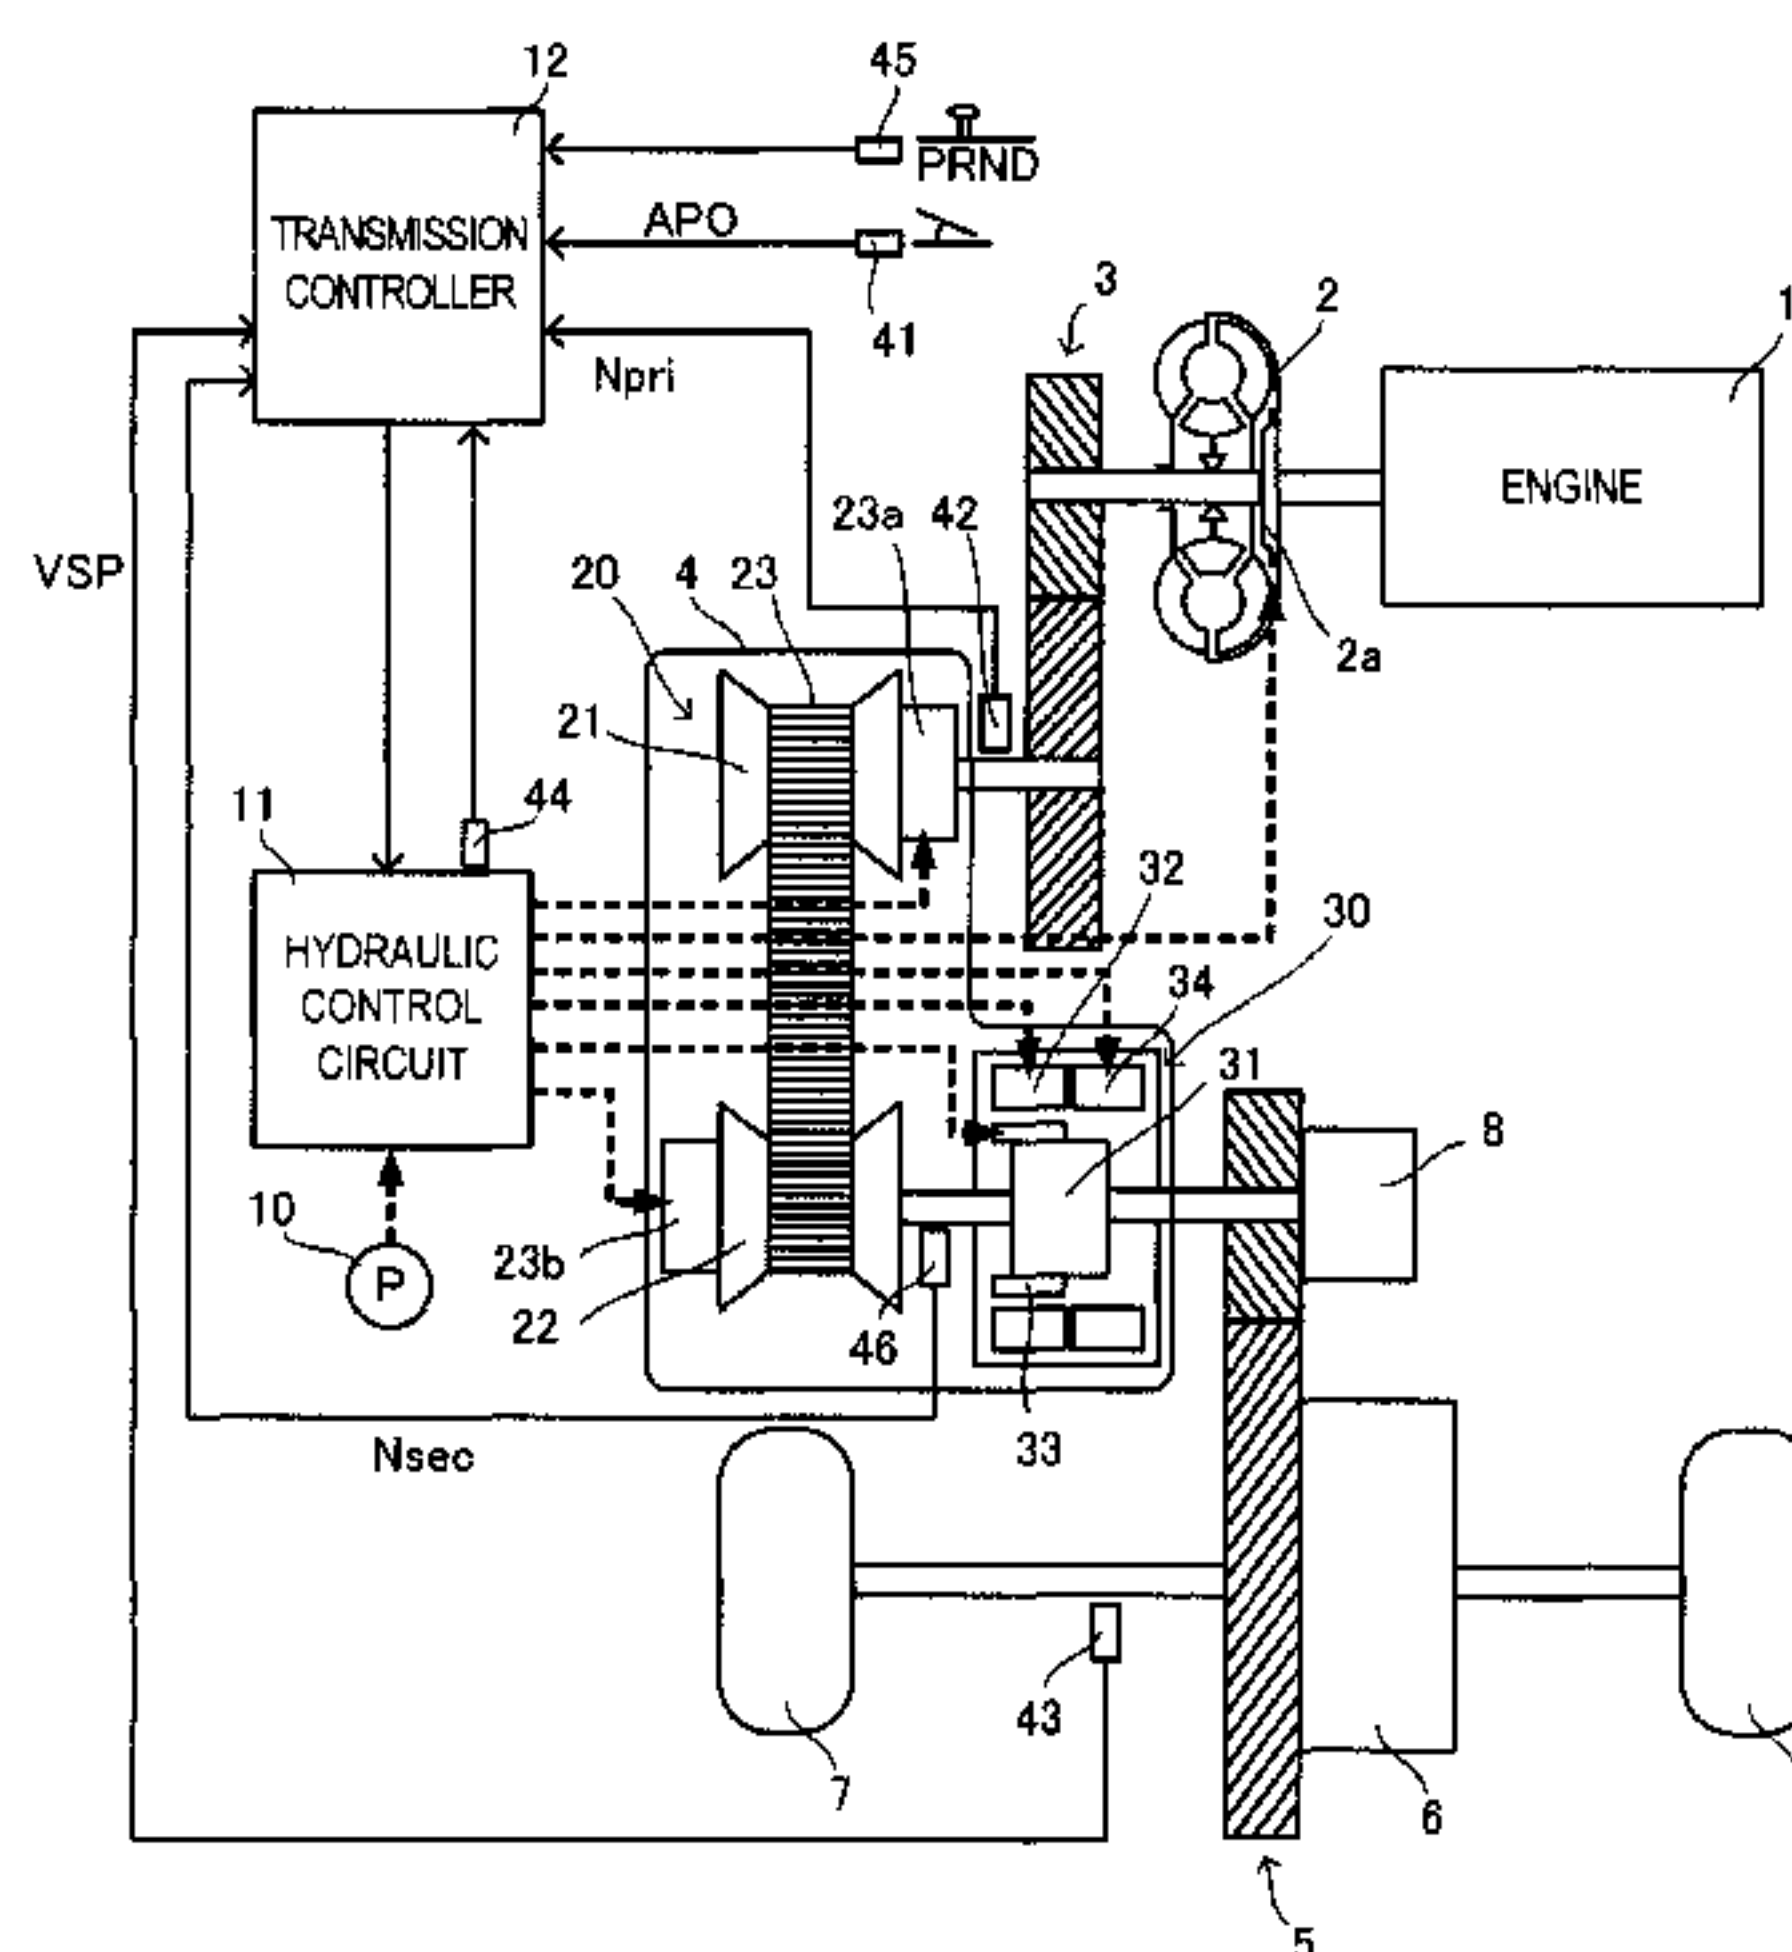 12
45
PRND
TRANSMISSION
CONTROLLER
APO
41
Npri
3
2
1
ENGINE
VSP
20
4
23
23a
42
2a
21
11
44
32
30
HYDRAULIC
CONTROL
CIRCUIT
34
31
8
10
P
23b
22
46
33
Nsec
43
7
6
5